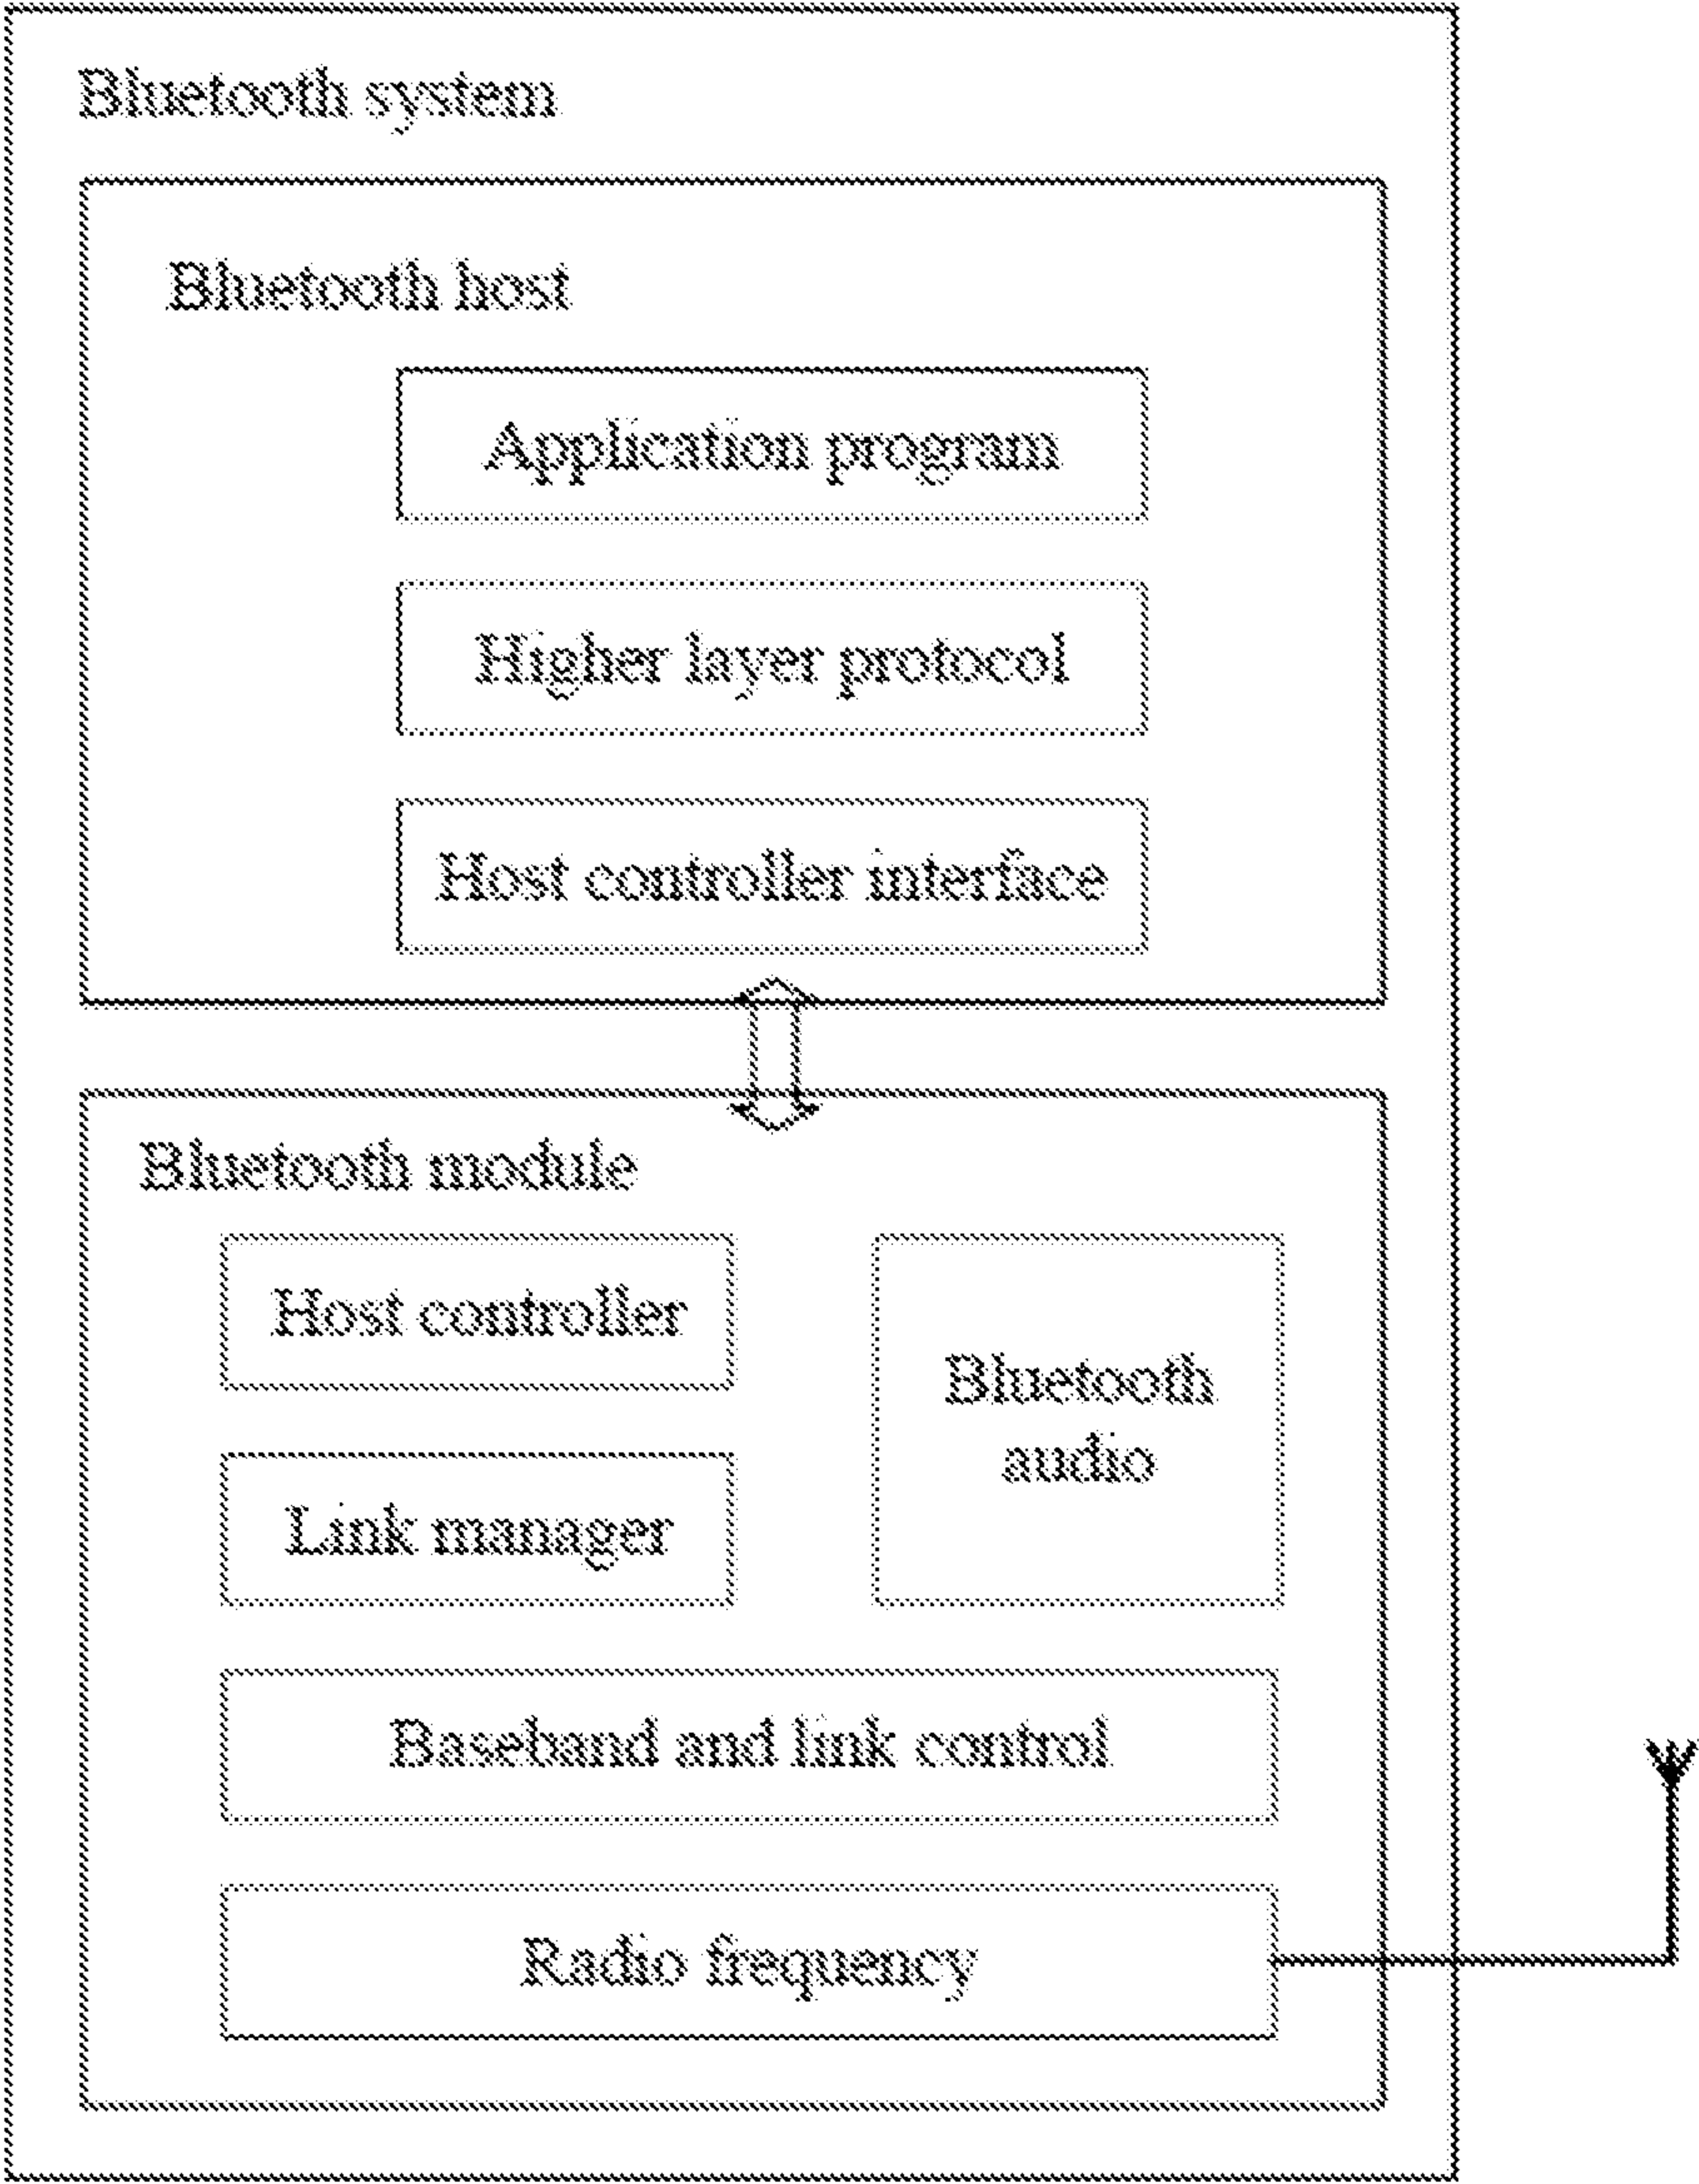 Bluetooth system
Bluetooth host
Application program
Higher layer protocol
Host controller interface
Bluetooth module
Host controller
Bluetooth
audio
Link manager
Baseband and link control
Radio frequency